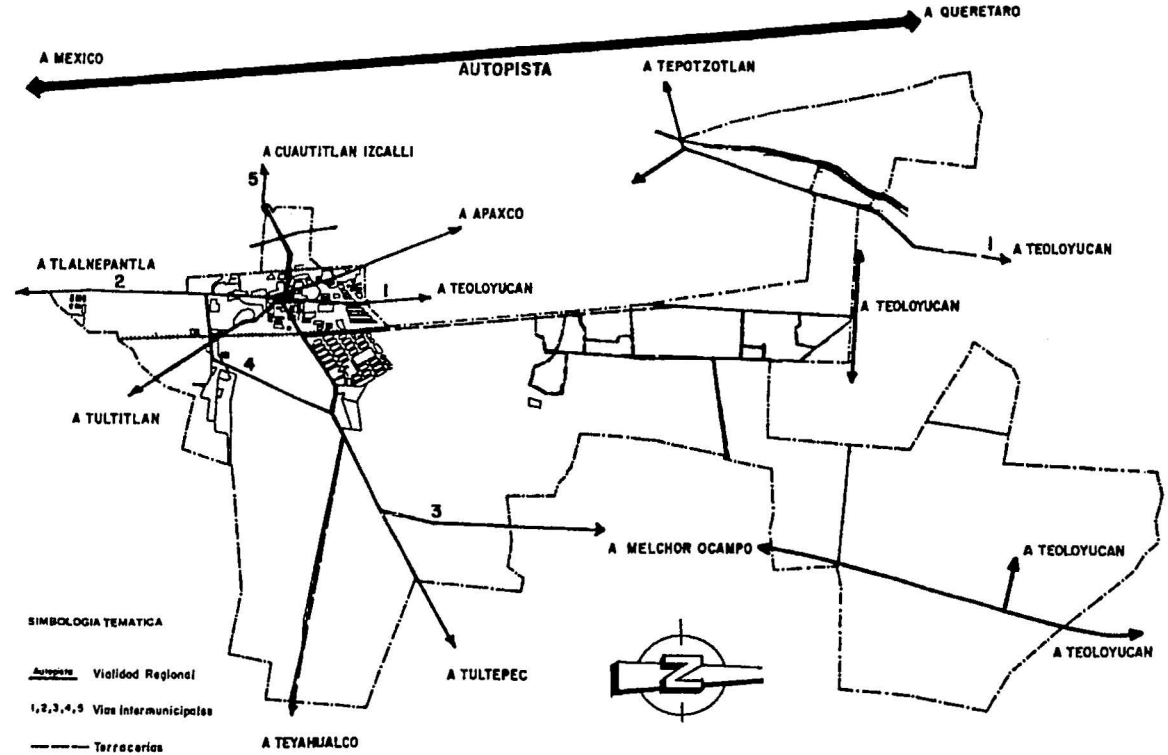 A QUERETARO
A MEXICO
AUTOPISTA
A TEPOTZOTLAN
A CUAUTITLAN IZCALLI
5
A APAXCO
A TLALNEPANTLA
2
1
A TEOLOYUCAN
1
A TEOLOYUCAN
A TEOLOYUCAN
4
A TULTITLAN
3
A MELCHOR OCAMPO
A TEOLOYUCAN
A TEOLOYUCAN
A TULTEPEC
A TEYAHUALCO
N
SIMBOLOGIA TEMATICA
Autopista Vialidad Regional
1,2,3,4,5 Vias Intermunicipales
Terracerias